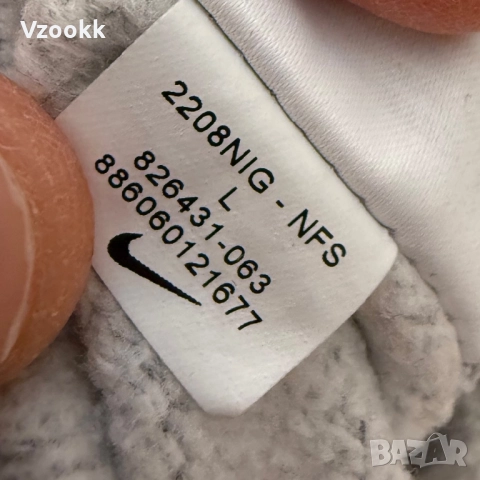 Vzookk
2208NIG - NFS
L
826431-063
886060121677
BAZAR